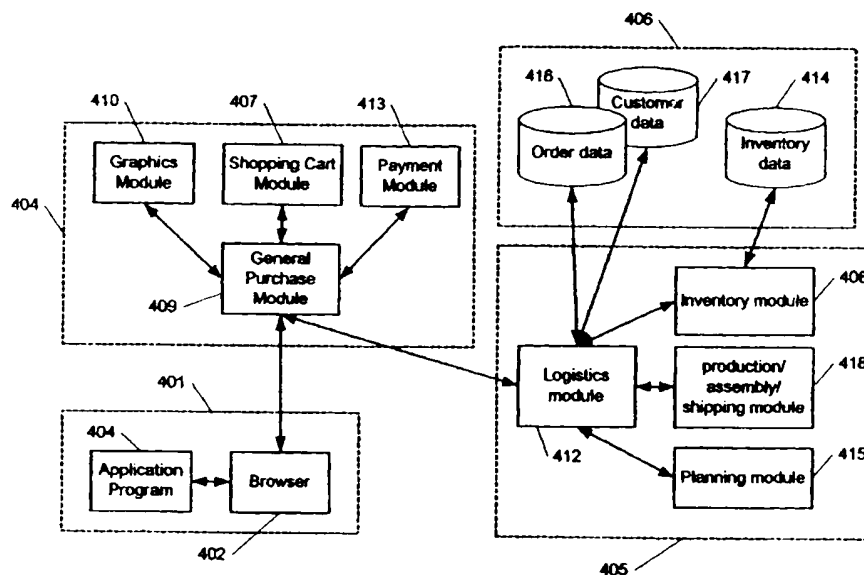 406
416
417
414
Customer
data
Order data
Inventory
data
410
407
413
Graphics
Module
Shopping Cart
Module
Payment
Module
404
General
Purchase
Module
409
406
Inventory module
Logistics
module
412
production/
assembly/
shipping module
418
Planning module
415
405
401
404
Application
Program
Browser
402